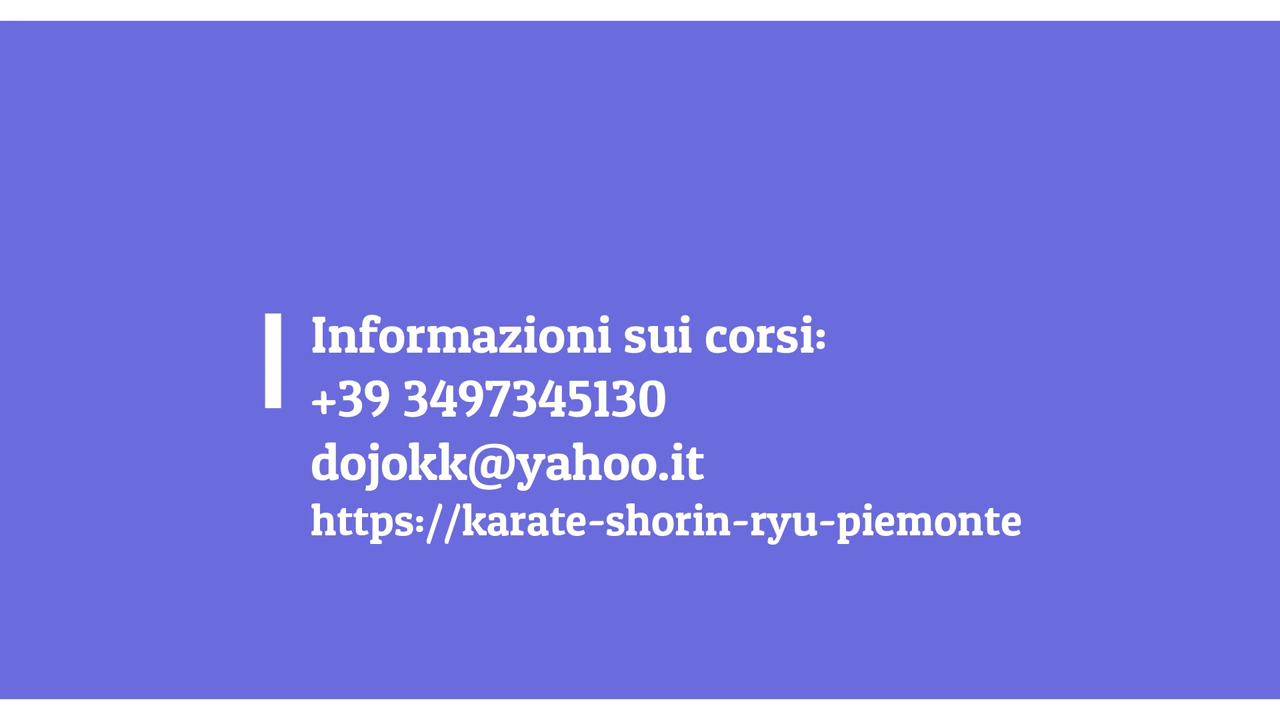 Informazioni sui corsi:
+39 3497345130
dojokk@yahoo.it
https://karate-shorin-ryu-piemonte